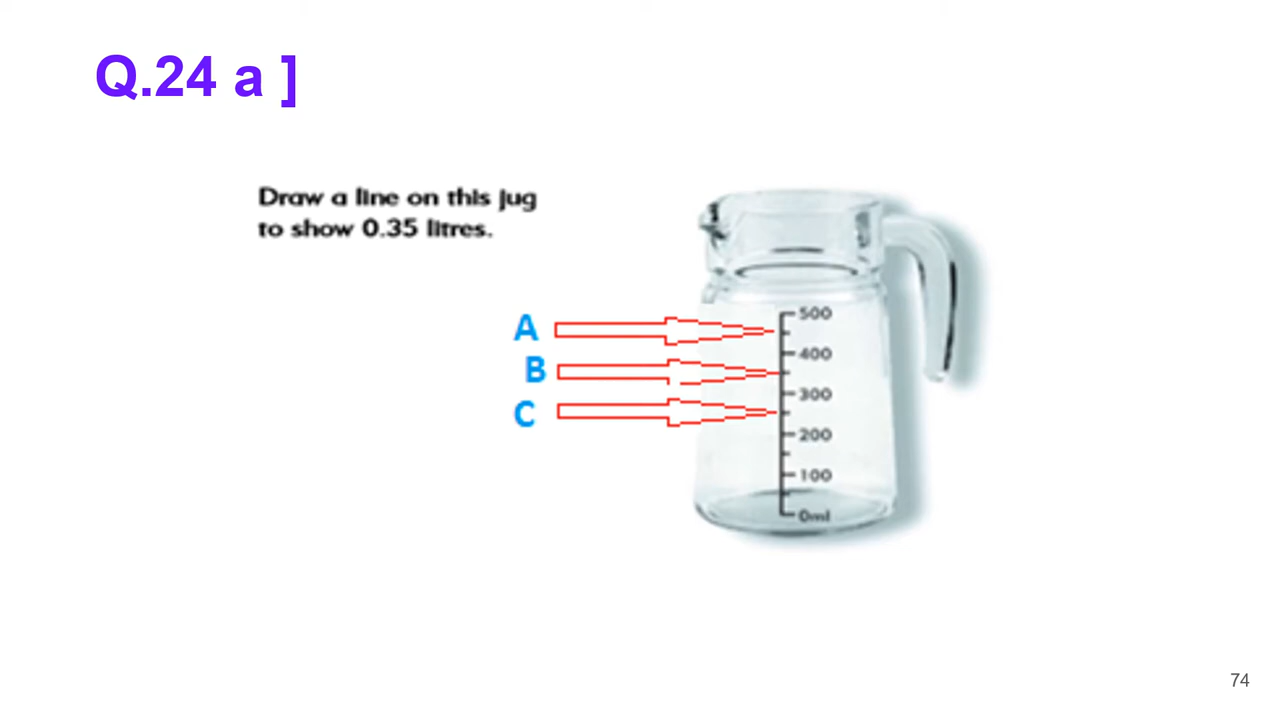 Q.24 a ]
Draw a line on this jug
to show 0.35 litres.
A
B
C
500
400
300
200
100
0ml
74